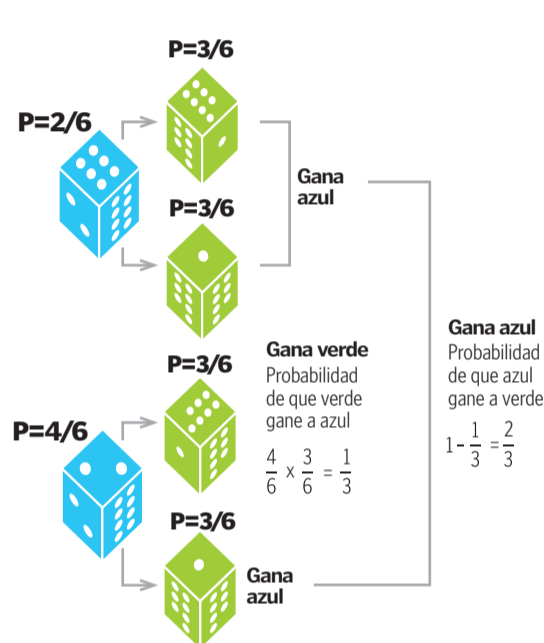 P=3/6
P=2/6
Gana
azul
P=3/6
P=3/6
P=4/6
Gana verde
Probabilidad
de que verde
gane a azul
4/6 x 3/6 = 1/3
Gana azul
Probabilidad
de que azul
gane a verde
1 - 1/3 = 2/3
P=3/6
Gana
azul